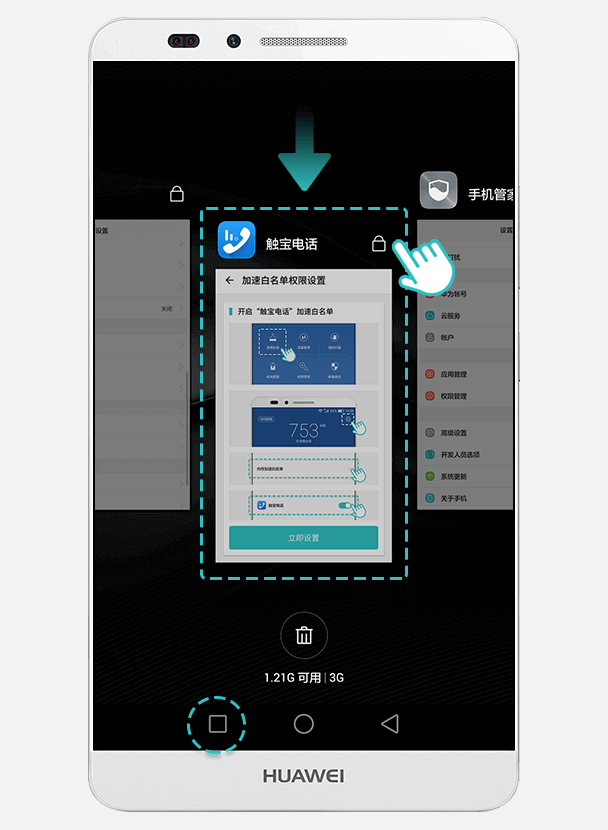 手机管家
触宝电话
设置
设置
加速白名单权限设置
开启“触宝电话”加速白名单
关闭
华为帐号
云服务
帐户
应用管理
权限管理
753
内存加速白名单
高级设置
开发人员选项
触宝电话
系统更新
关于手机
立即设置
1.21G 可用 | 3G
HUAWEI